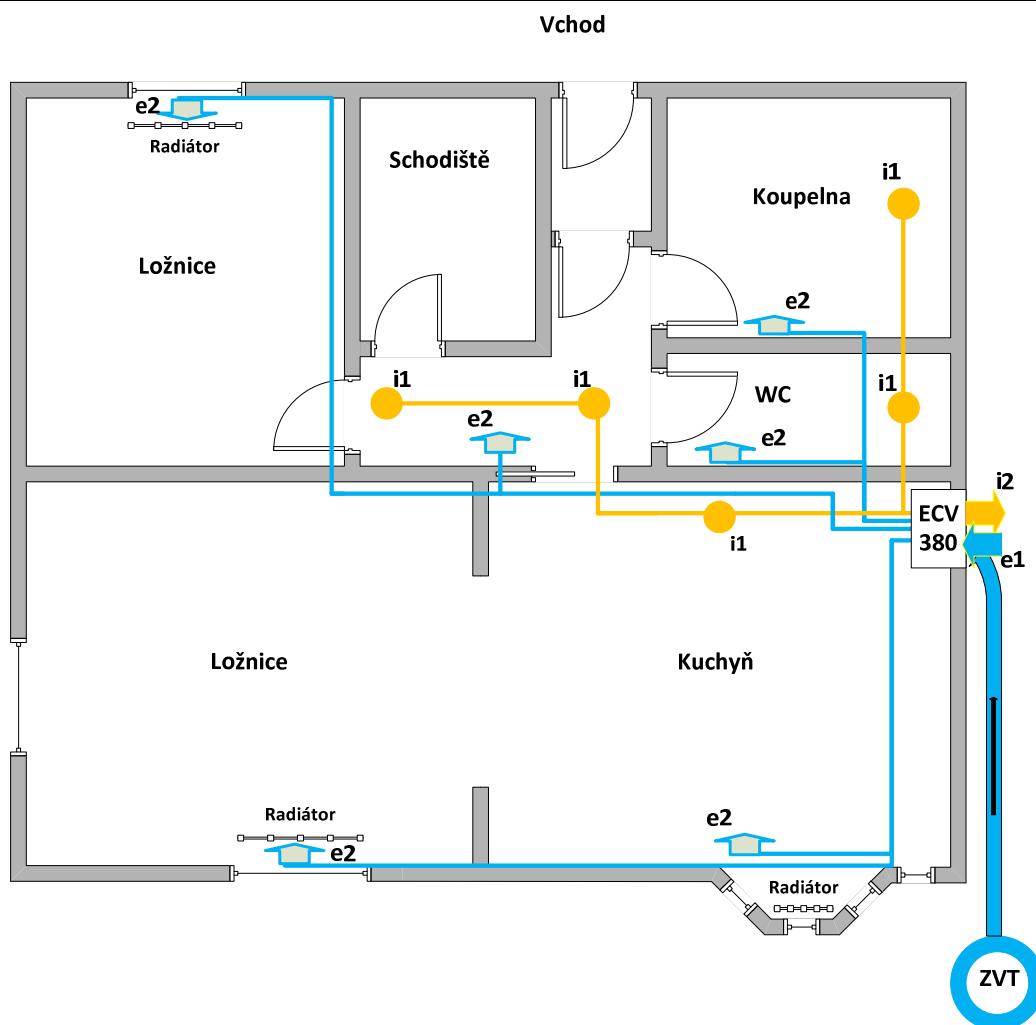 Vchod
e2
Radiátor
Schodiště
i1
Koupelna
Ložnice
e2
i1
i1
i1
WC
e2
e2
i2
ECV
380
i1
e1
Ložnice
Kuchyň
Radiátor
e2
e2
Radiátor
ZVT